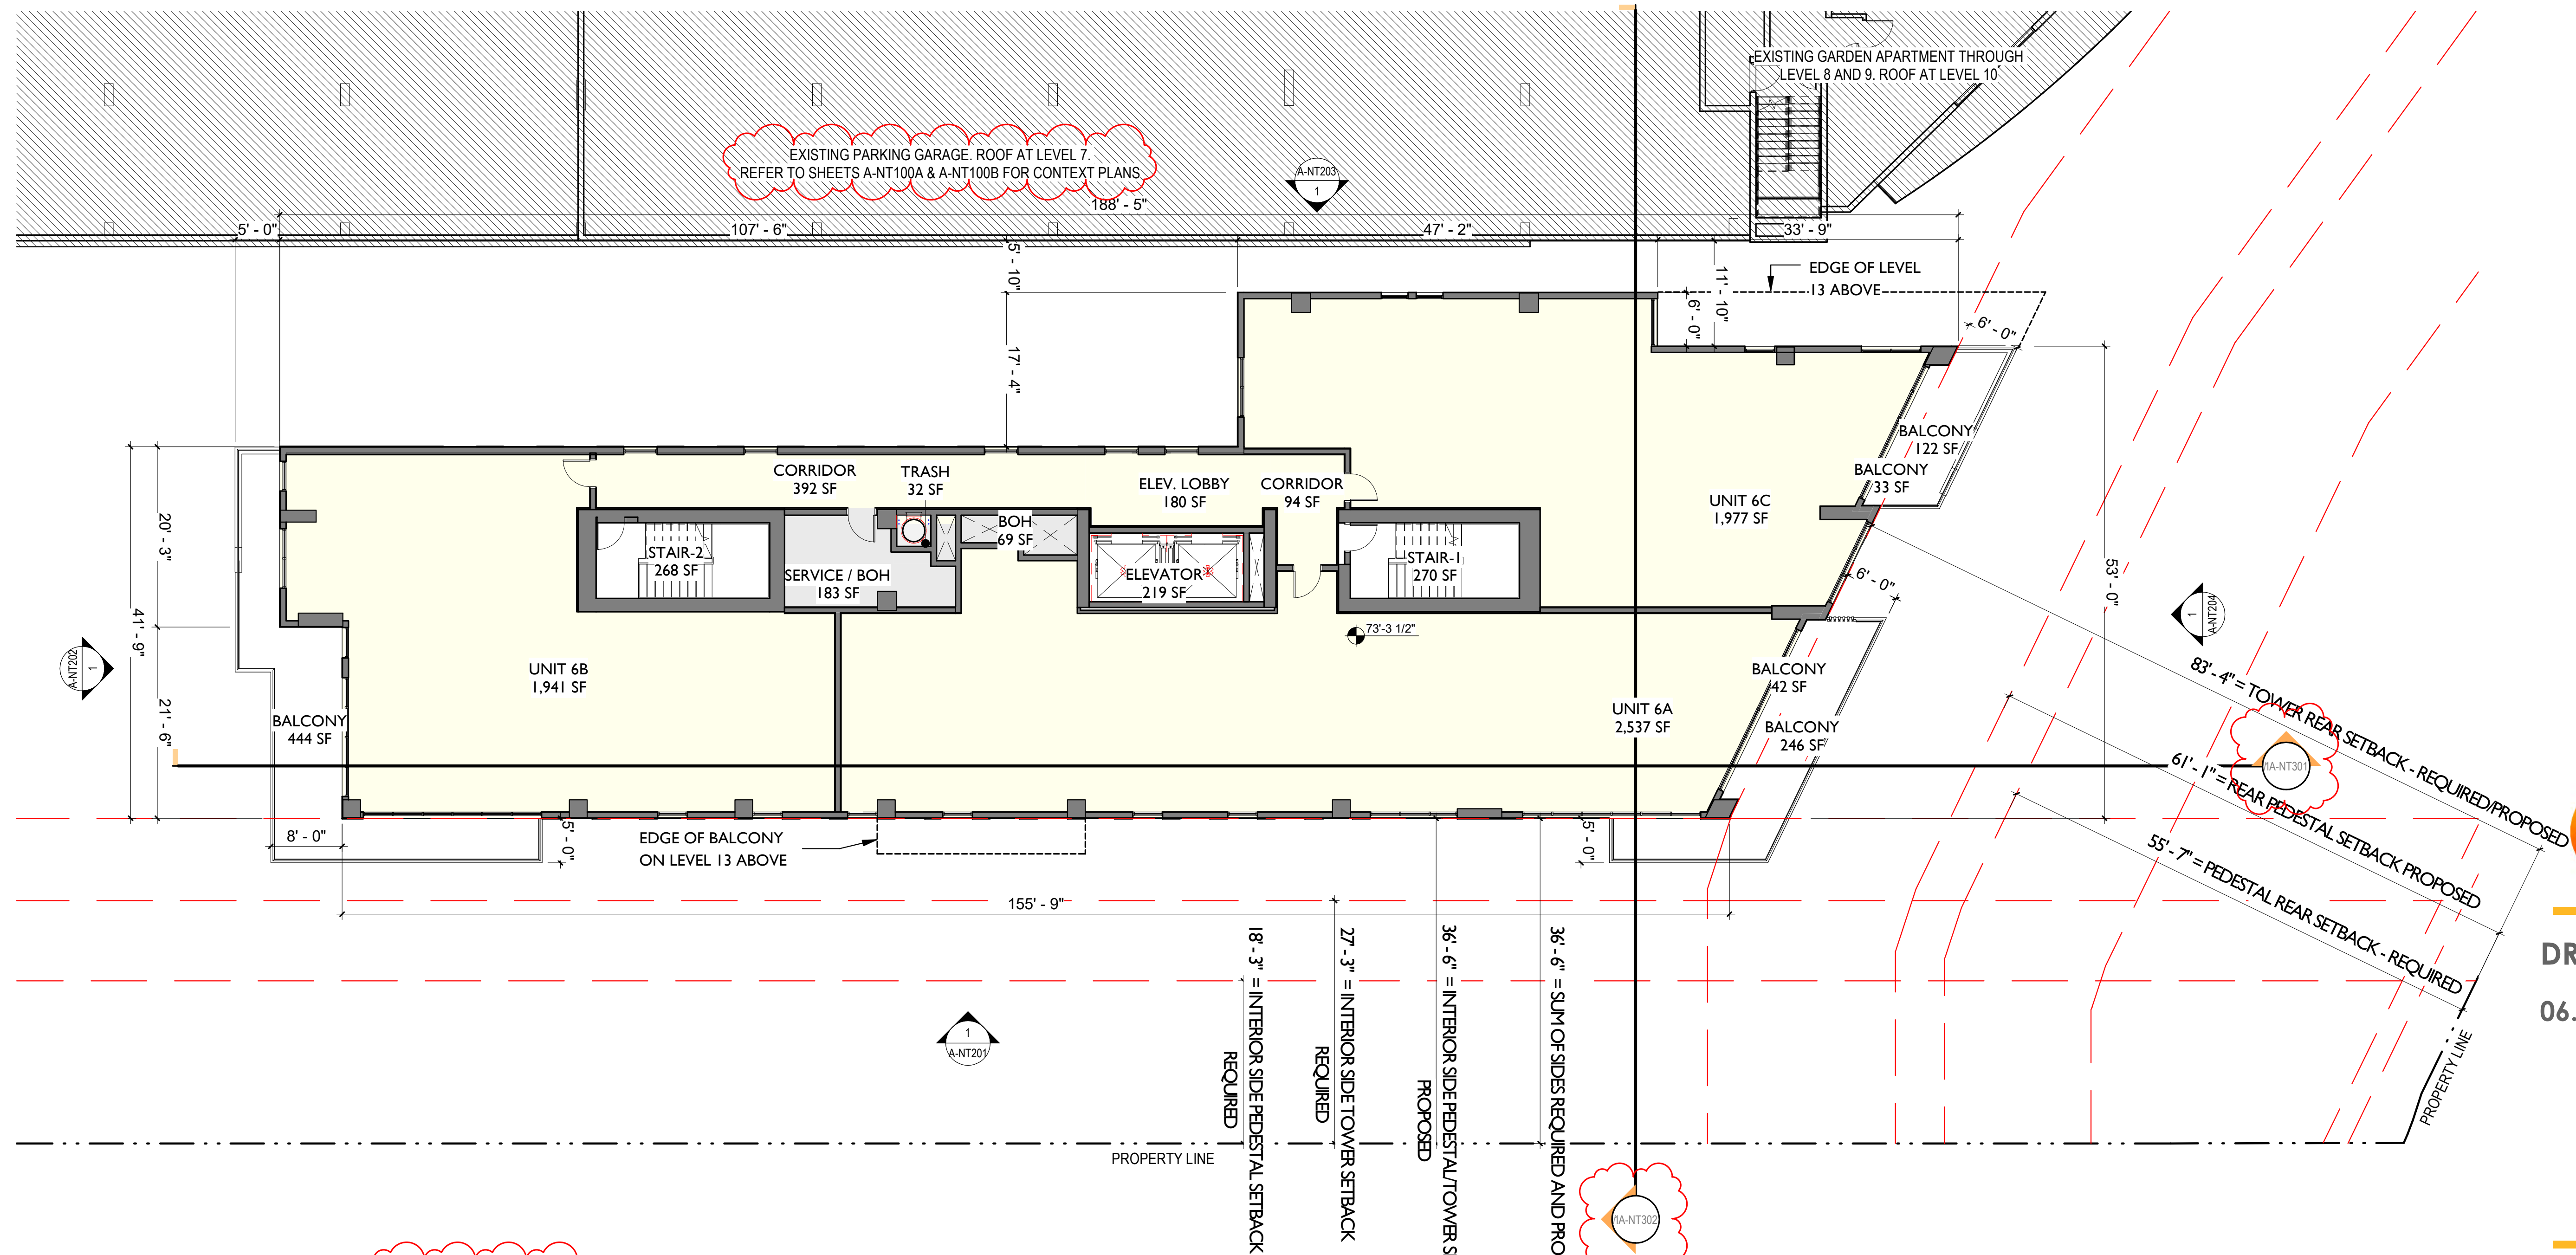 EXISTING GARDEN APARTMENT THROUGH
LEVEL 8 AND 9. ROOF AT LEVEL 10
EXISTING PARKING GARAGE. ROOF AT LEVEL 7.
REFER TO SHEETS A-NT100A & A-NT100B FOR CONTEXT PLANS
A-NT203
1
188' - 5"
5' - 0"
107' - 6"
47' - 2"
33' - 9"
5' - 10"
11' - 10"
EDGE OF LEVEL
13 ABOVE
6' - 0"
6' - 0"
17' - 4"
BALCONY
122 SF
BALCONY
33 SF
CORRIDOR
392 SF
TRASH
32 SF
ELEV. LOBBY
180 SF
CORRIDOR
94 SF
UNIT 6C
1,977 SF
20' - 3"
BOH
69 SF
STAIR-2
268 SF
SERVICE / BOH
183 SF
ELEVATOR
219 SF
STAIR-1
270 SF
6' - 0"
53' - 0"
1
A-NT204
41' - 9"
73'-3 1/2"
A-NT202
1
UNIT 6B
1,941 SF
BALCONY
42 SF
83' - 4" = TOWER REAR SETBACK - REQUIRED/PROPOSED
21' - 6"
BALCONY
444 SF
UNIT 6A
2,537 SF
BALCONY
246 SF
61' - 1" = REAR PEDESTAL SETBACK PROPOSED
1A-NT301
8' - 0"
5' - 0"
EDGE OF BALCONY
ON LEVEL 13 ABOVE
5' - 0"
55' - 7" = PEDESTAL REAR SETBACK - REQUIRED
155' - 9"
18' - 3" = INTERIOR SIDE PEDESTAL SETBACK
REQUIRED
27' - 3" = INTERIOR SIDE TOWER SETBACK
REQUIRED
36' - 6" = INTERIOR SIDE PEDESTAL/TOWER S
PROPOSED
36' - 6" = SUM OF SIDES REQUIRED AND PRO
DR
06.
1
A-NT201
PROPERTY LINE
PROPERTY LINE
1A-NT302